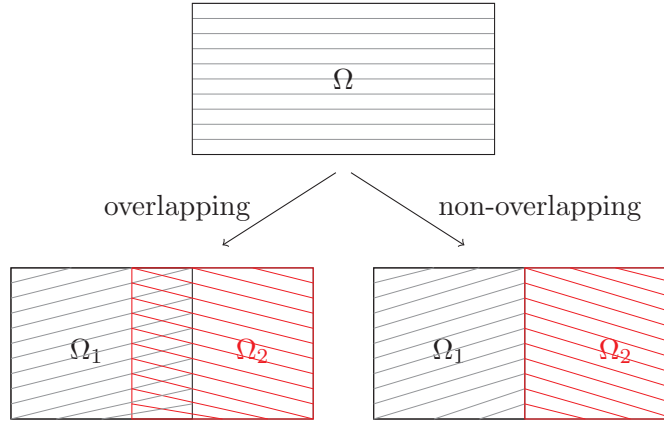 Ω
overlapping
non-overlapping
Ω₁
Ω₂
Ω₁
Ω₂